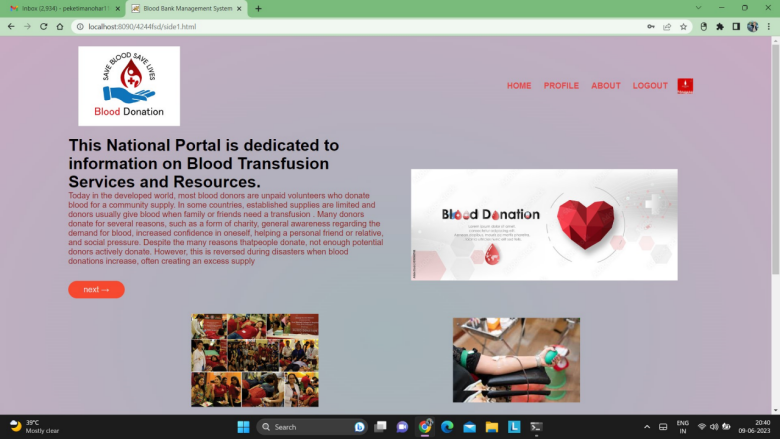 Inbox (2,934) - peketimanohar1
Blood Bank Management System
localhost:8090/4244fsd/side1.html
SAVE BLOOD SAVE LIVES
Blood Donation
HOME PROFILE ABOUT LOGOUT
This National Portal is dedicated to
information on Blood Transfusion
Services and Resources.
Today in the developed world, most blood donors are unpaid volunteers who donate
blood for a community supply. In some countries, established supplies are limited and
donors usually give blood when family or friends need a transfusion . Many donors
donate for several reasons, such as a form of charity, general awareness regarding the
demand for blood, increased confidence in oneself, helping a personal friend or relative,
and social pressure. Despite the many reasons thatpeople donate, not enough potential
donors actively donate. However, this is reversed during disasters when blood
donations increase, often creating an excess supply
next →
Blood Donation
39°C
Mostly clear
Search
ENG
IN
20:40
09-06-2023